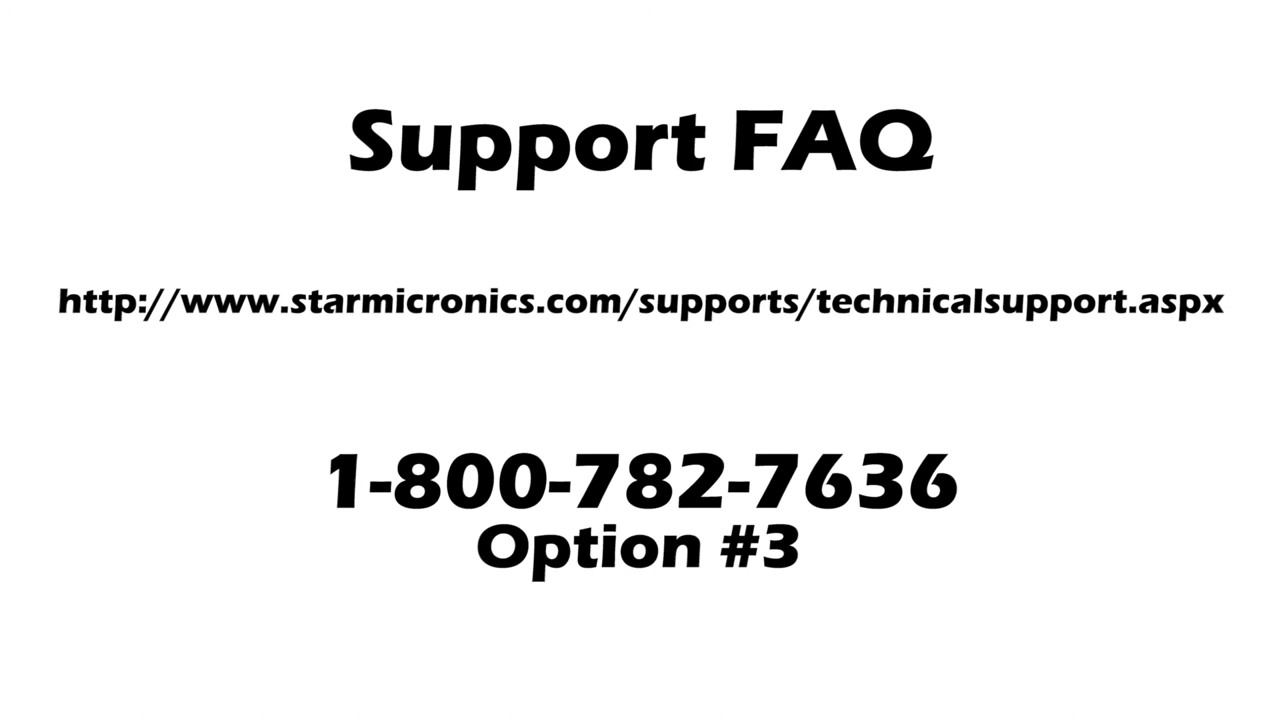 Support FAQ
http://www.starmicronics.com/supports/technicalsupport.aspx
1-800-782-7636
Option #3